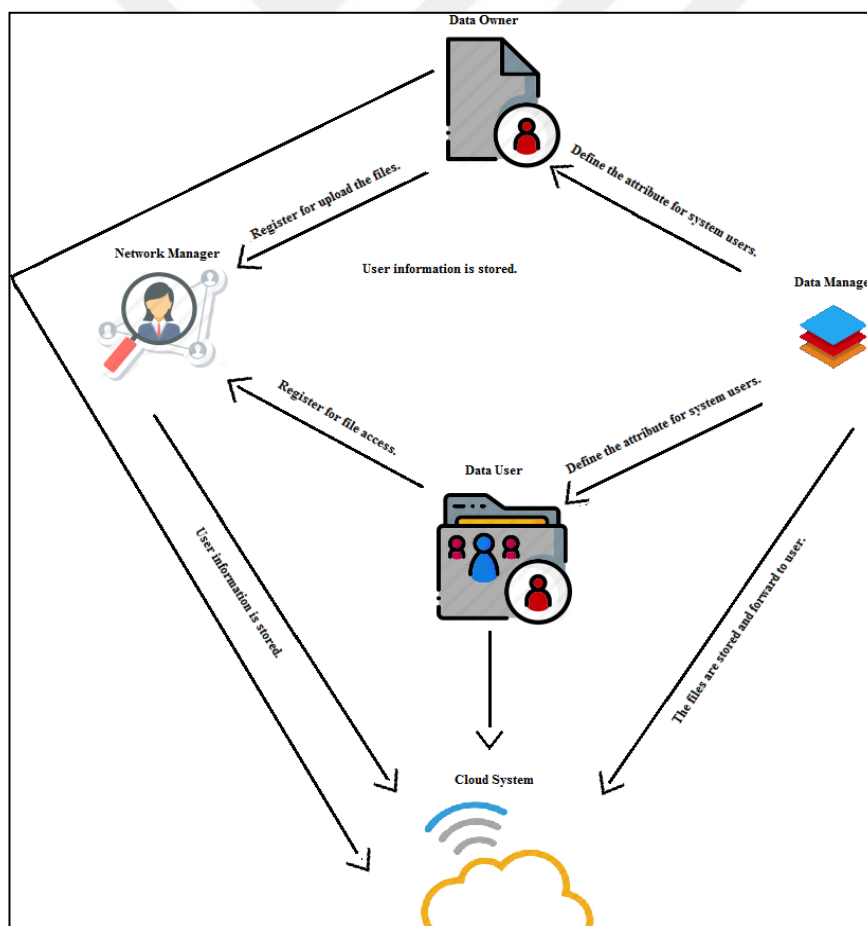 Data Owner
Define the attribute for system users.
Register for upload the files.
Network Manager
User information is stored.
Data Manage
Register for file access.
Define the attribute for system users.
Data User
User information is stored.
The files are stored and forward to user.
Cloud System